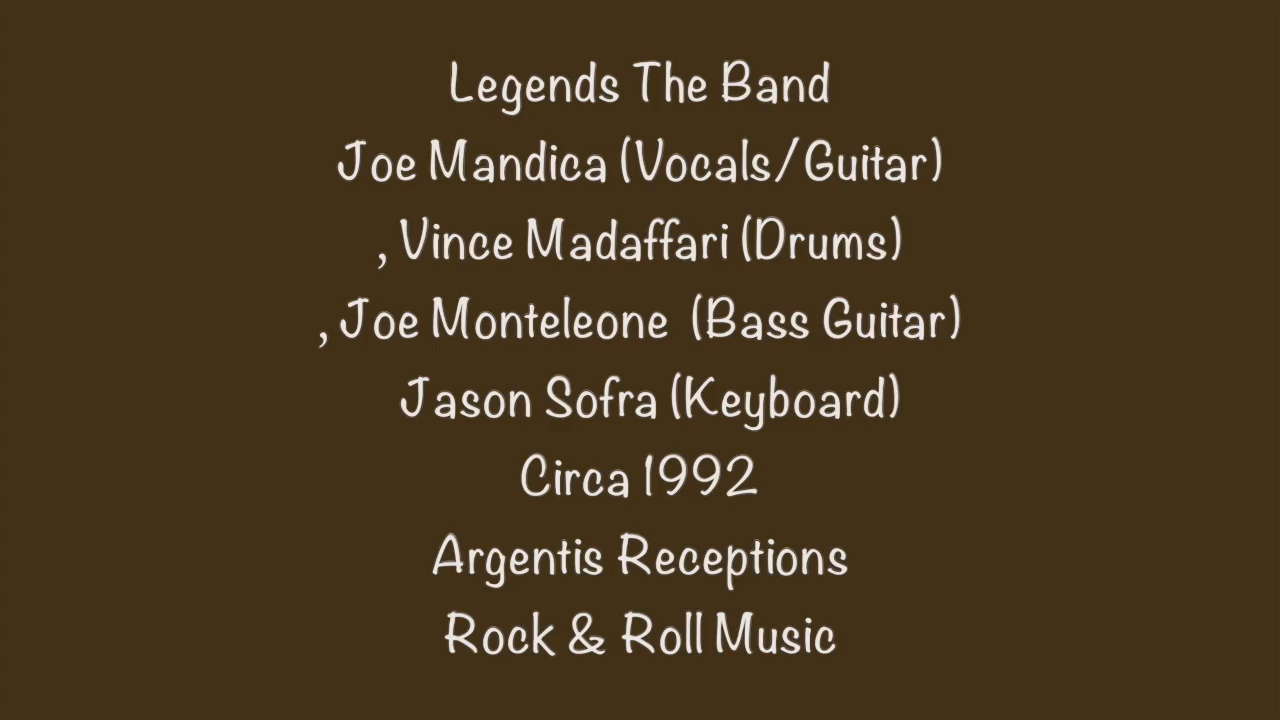 Legends The Band
Joe Mandica (Vocals/Guitar)
, Vince Madaffari (Drums)
, Joe Monteleone  (Bass Guitar)
Jason Sofra (Keyboard)
Circa 1992
Argentis Receptions
Rock & Roll Music